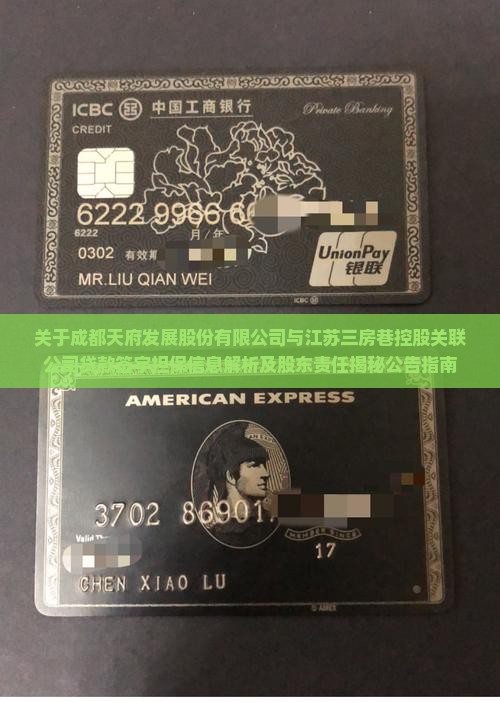 ICBC 中国工商银行 Private Banking
CREDIT
6222 9966 6
6222
月/年
0302 有效期
UnionPay
银联
MR.LIU QIAN WEI
ICBC
关于成都天府发展股份有限公司与江苏三房巷控股关联
公司贷款签字担保信息解析及股东责任揭秘公告指南
AMERICAN EXPRESS
3702 86901
MEMBER SINCE
Valid Thru
17
CHEN XIAO LU
© AMEX